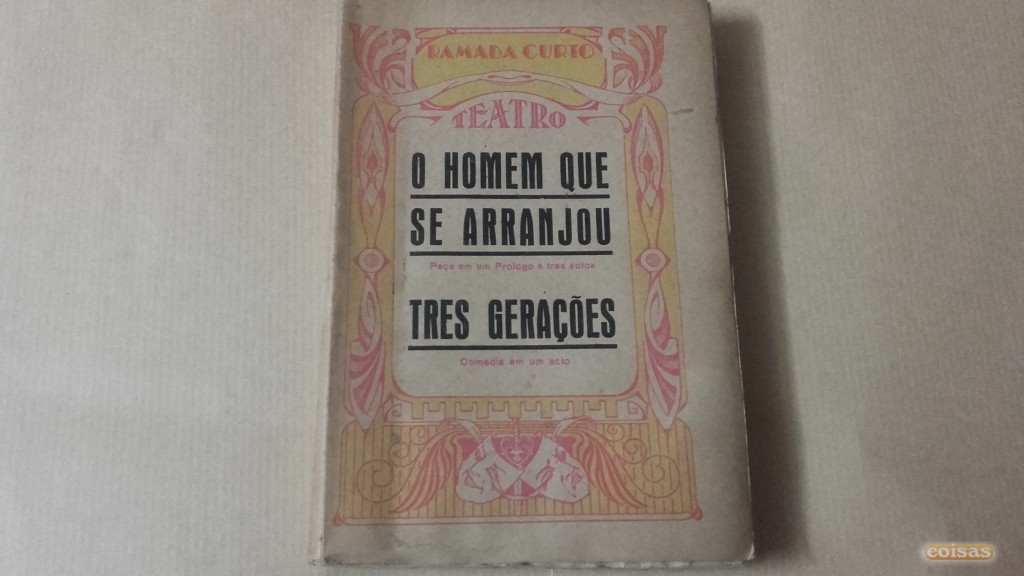 RAMADA CURTO
TEATRO
O HOMEM QUE
SE ARRANJOU
Peça em um Prologo e tres actos
TRES GERAÇÕES
Comedia em um acto
coisas